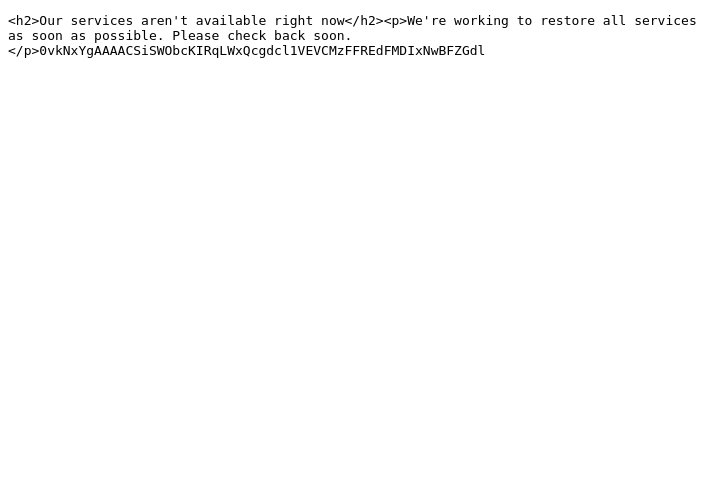 <h2>Our services aren't available right now</h2><p>We're working to restore all services
as soon as possible. Please check back soon.
</p>0vkNxYgAAAACSiSWObcKIRqLWxQcgdcl1VEVCMzFFREdFMDIxNwBFZGdl